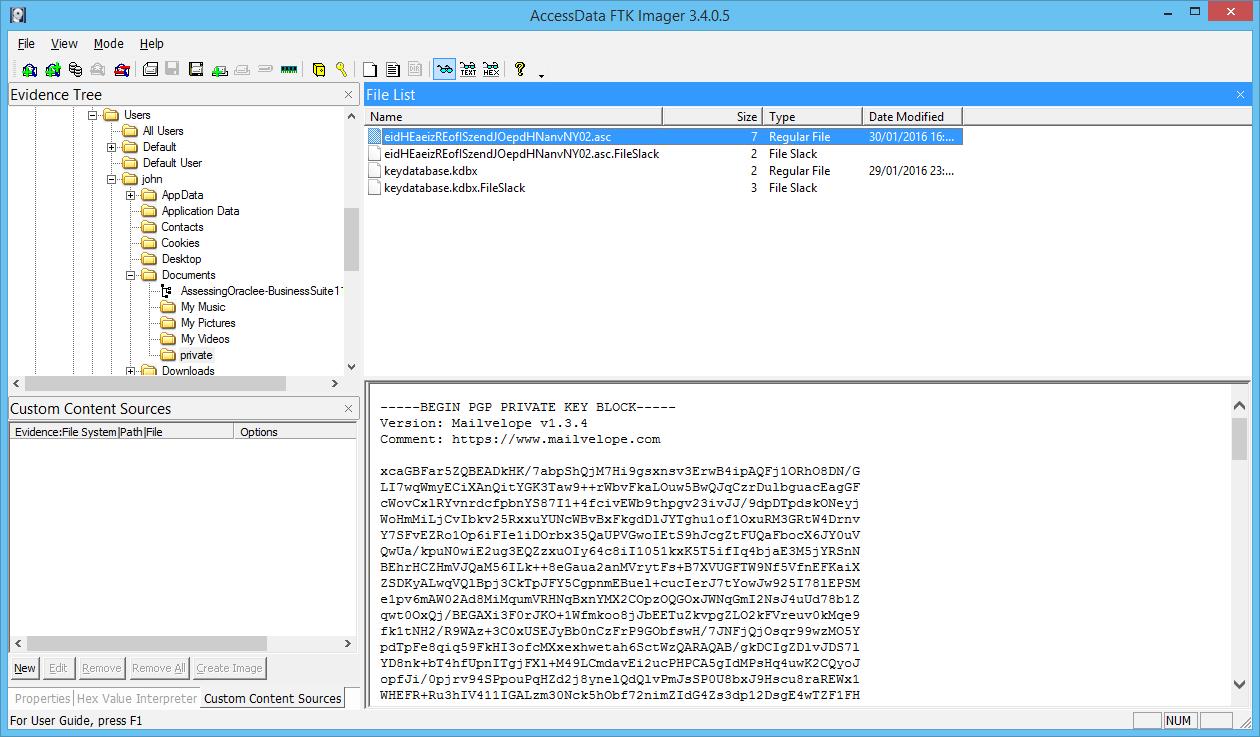 AccessData FTK Imager 3.4.0.5
File View Mode Help
Evidence Tree
Users
All Users
Default
Default User
john
AppData
Application Data
Contacts
Cookies
Desktop
Documents
AssessingOraclee-BusinessSuite11
My Music
My Pictures
My Videos
private
Downloads
File List
Name Size Type Date Modified
eidHEaeizREofISzendJOepdHNanvNY02.asc 7 Regular File 30/01/2016 16:...
eidHEaeizREofISzendJOepdHNanvNY02.asc.FileSlack 2 File Slack
keydatabase.kdbx 2 Regular File 29/01/2016 23:...
keydatabase.kdbx.FileSlack 3 File Slack
Custom Content Sources
Evidence:File System|Path|File Options
New Edit Remove Remove All Create Image
Properties Hex Value Interpreter Custom Content Sources
-----BEGIN PGP PRIVATE KEY BLOCK-----
Version: Mailvelope v1.3.4
Comment: https://www.mailvelope.com
xcaGBFar5ZQBEADkHK/7abpShQjM7Hi9gsxnsv3ErwB4ipAQFj1ORhO8DN/G
LI7wqWmyECiXAnQitYGK3Taw9++rWbvFkaLOuw5BwQJqCzrDulbguacEagGF
cWovCxlRYvnrdcfpbnYS87I1+4fcivEWb9thpgv23ivJJ/9dpDTpdskONeyj
WoHmMiLjCvIbkv25RxxuYUNcWBvBxFkgdDlJYTghu1of1OxuRM3GRtW4Drnv
Y7SFvEZRo1Op6iFIe1iDOrbx35QaUPVGwoIEtS9hJcgZtFUQaFbocX6JY0uV
QwUa/kpuN0wiE2ug3EQZzxuOIy64c8iI1051kxK5T5ifIq4bjaE3M5jYRSnN
BEhrHCZHmVJQaM56ILk++8eGaua2anMVrytFs+B7XVUGFTW9Nf5VfnEFKaiX
ZSDKyALwqVQlBpj3CkTpJFY5CgpnmEBuel+cucIerJ7tYowJw925I78lEPSM
e1pv6mAW02Ad8MiMqumVRHNqBxnYMX2COpzOQGOxJWNqGmI2NsJ4uUd78b1Z
qwt0OxQj/BEGAXi3F0rJKO+1Wfmkoo8jJbEETuZkvpgZLO2kFVreuv0kMqe9
fk1tNH2/R9WAz+3C0xUSEJyBb0nCzFrP9GObfswH/7JNFjQjOsqr99wzMO5Y
pdTpFe8qiq59FkHI3ofcMXxexhwetah6SctWzQARAQAB/gkDCIgZDlvJDS7l
YD8nk+bT4hfUpnITgjFXl+M49LCmdavEi2ucPHPCA5gIdMPsHq4uwK2CQyoJ
opfJi/0pjrv94SPpouPqHZd2j8ynelQdQlvPmJsSP0U8bxJ9Hscu8raREWx1
WHEFR+Ru3hIV411IGALzm30Nck5hObf72nimZIdG4Zs3dp12DsgE4wTZF1FH
For User Guide, press F1
NUM